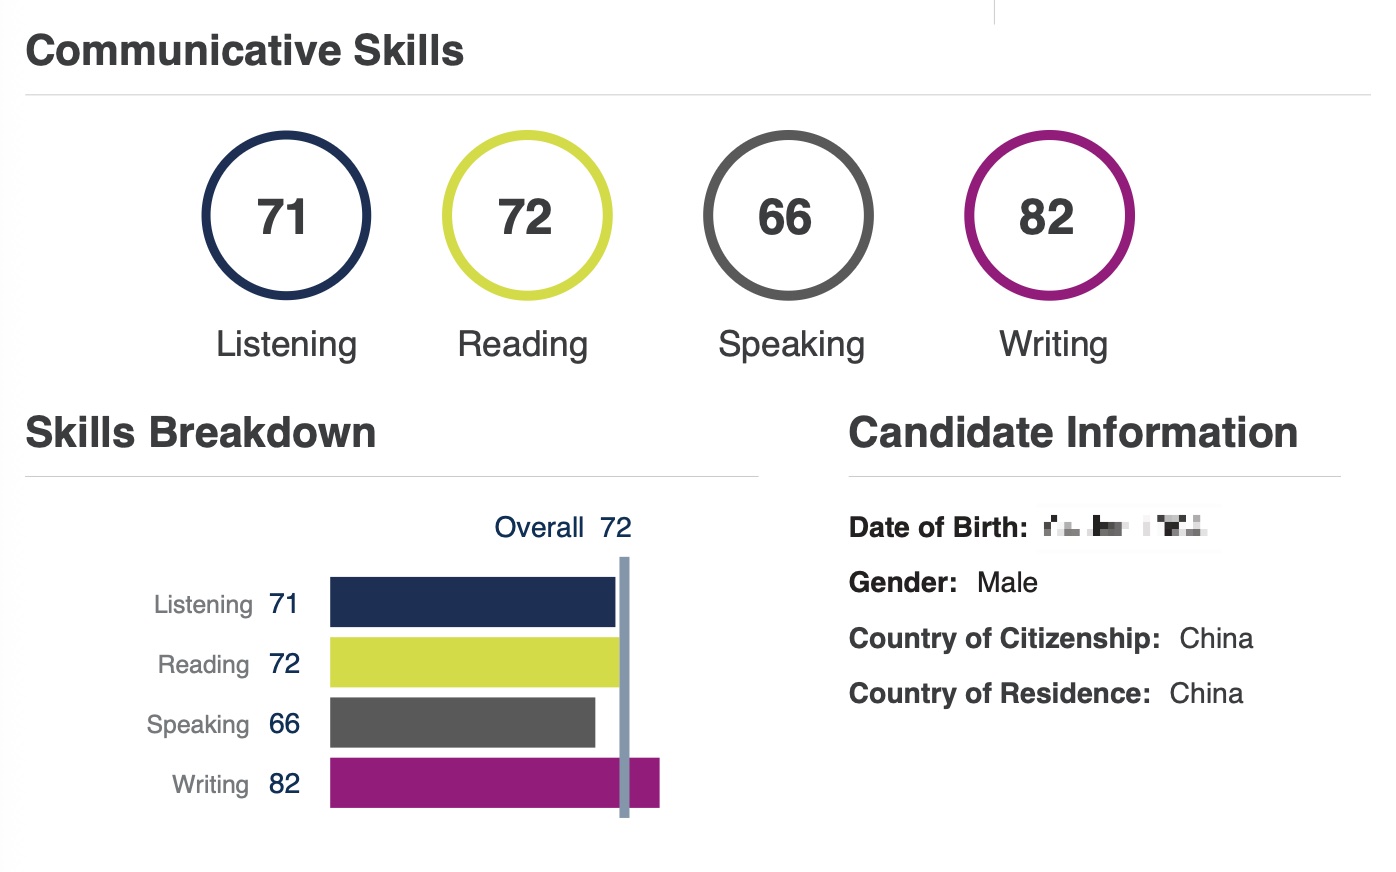 Communicative Skills
71 72 66 82
Listening Reading Speaking Writing
Skills Breakdown
Overall 72
Listening 71
Reading 72
Speaking 66
Writing 82
Candidate Information
Date of Birth:
Gender: Male
Country of Citizenship: China
Country of Residence: China